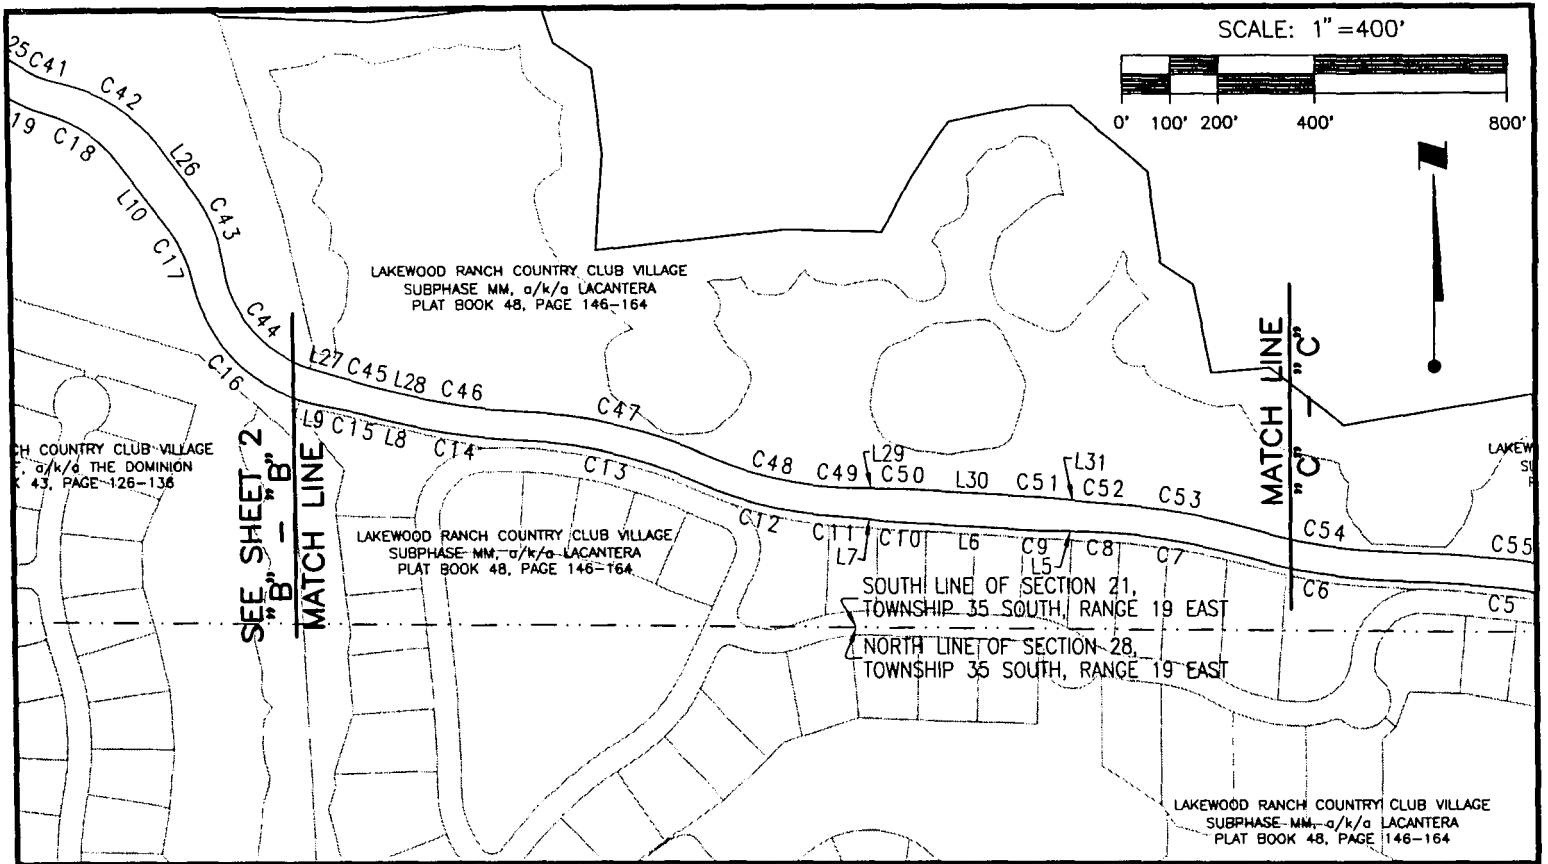 SCALE: 1"=400'
0' 100' 200' 400' 800'
N
25 C41
C42
19 C18
L26
L10
C43
C17
C44
C16
LAKEWOOD RANCH COUNTRY CLUB VILLAGE
SUBPHASE MM, a/k/a LACANTERA
PLAT BOOK 48, PAGE 146-164
L27 C45 L28 C46
C47
L9 C15 L8
C14
C13
C48
C49
L29
C50
L30
C51
L31
C52
C53
C54
C55
C12
C11
L7
C10
L6
C9
L5
C8
C7
C6
C5
MATCH LINE
"C" — "C"
SEE SHEET 2
"B" — "B"
MATCH LINE
CH COUNTRY CLUB VILLAGE
a/k/a THE DOMINION
43, PAGE 126-136
LAKEWOOD RANCH COUNTRY CLUB VILLAGE
SUBPHASE MM, a/k/a LACANTERA
PLAT BOOK 48, PAGE 146-164
LAKEW
SOUTH LINE OF SECTION 21,
TOWNSHIP 35 SOUTH, RANGE 19 EAST
NORTH LINE OF SECTION 28,
TOWNSHIP 35 SOUTH, RANGE 19 EAST
LAKEWOOD RANCH COUNTRY CLUB VILLAGE
SUBPHASE MM, a/k/a LACANTERA
PLAT BOOK 48, PAGE 146-164